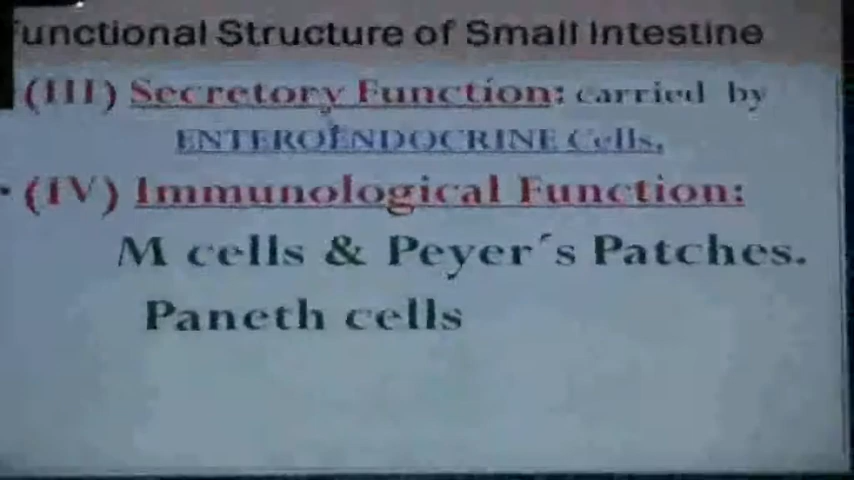 Functional Structure of Small Intestine
(III) Secretory Function: carried by
ENTEROENDOCRINE Cells.
• (IV) Immunological Function:
M cells & Peyer´s Patches.
Paneth cells